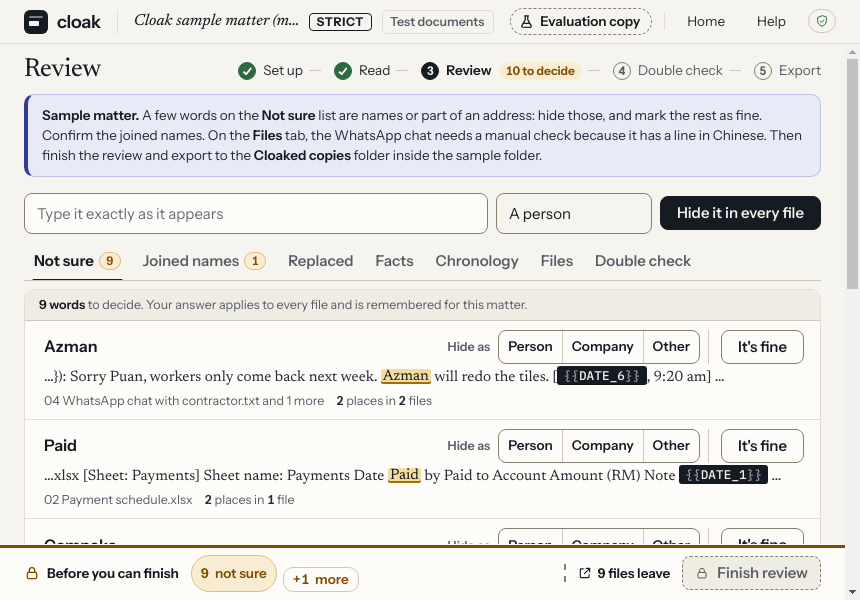 cloak
Cloak sample matter (m... STRICT Test documents Evaluation copy Home Help
Review
Set up Read 3 Review 10 to decide 4 Double check 5 Export
Sample matter. A few words on the Not sure list are names or part of an address: hide those, and mark the rest as fine.
Confirm the joined names. On the Files tab, the WhatsApp chat needs a manual check because it has a line in Chinese. Then
finish the review and export to the Cloaked copies folder inside the sample folder.
Type it exactly as it appears A person Hide it in every file
Not sure 9 Joined names 1 Replaced Facts Chronology Files Double check
9 words to decide. Your answer applies to every file and is remembered for this matter.
Azman Hide as Person Company Other It's fine
...}): Sorry Puan, workers only come back next week. Azman will redo the tiles. [{{DATE_6}}, 9:20 am] ...
04 WhatsApp chat with contractor.txt and 1 more 2 places in 2 files
Paid Hide as Person Company Other It's fine
...xlsx [Sheet: Payments] Sheet name: Payments Date Paid by Paid to Account Amount (RM) Note {{DATE_1}} ...
02 Payment schedule.xlsx 2 places in 1 file
Hide as Person Company Other It's fine
Before you can finish 9 not sure +1 more 9 files leave Finish review